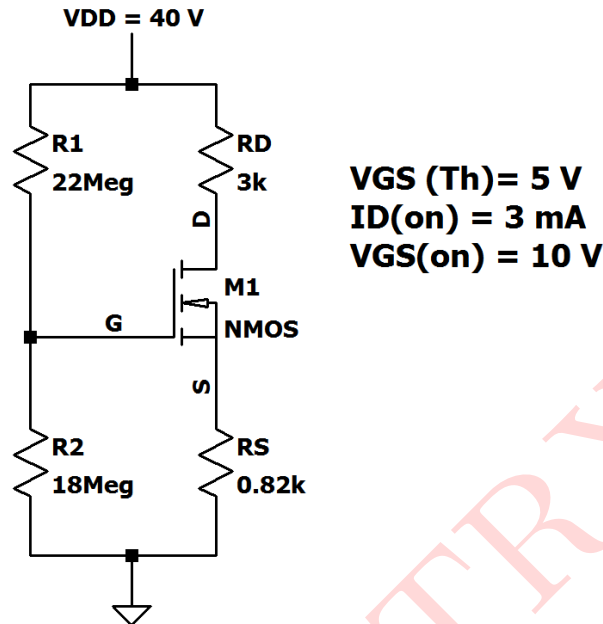 VDD = 40 V
R1
22Meg
RD
3k
D
VGS (Th)= 5 V
ID(on) = 3 mA
VGS(on) = 10 V
M1
NMOS
G
S
R2
18Meg
RS
0.82k
TRY